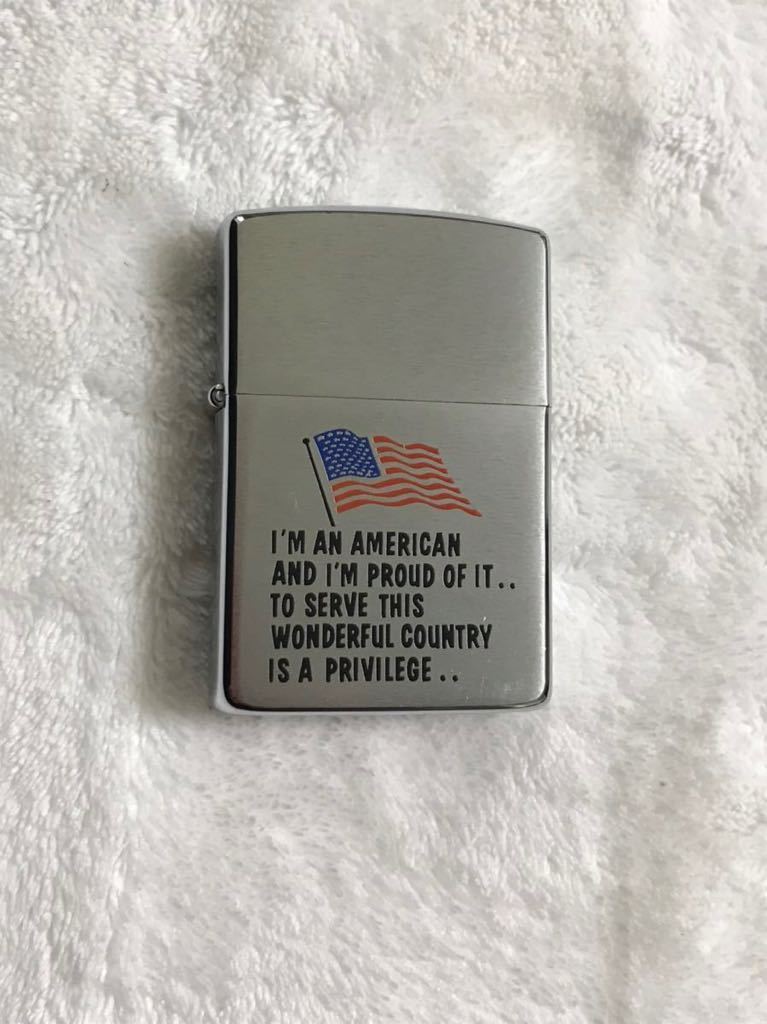 I'M AN AMERICAN
AND I'M PROUD OF IT..
TO SERVE THIS
WONDERFUL COUNTRY
IS A PRIVILEGE..